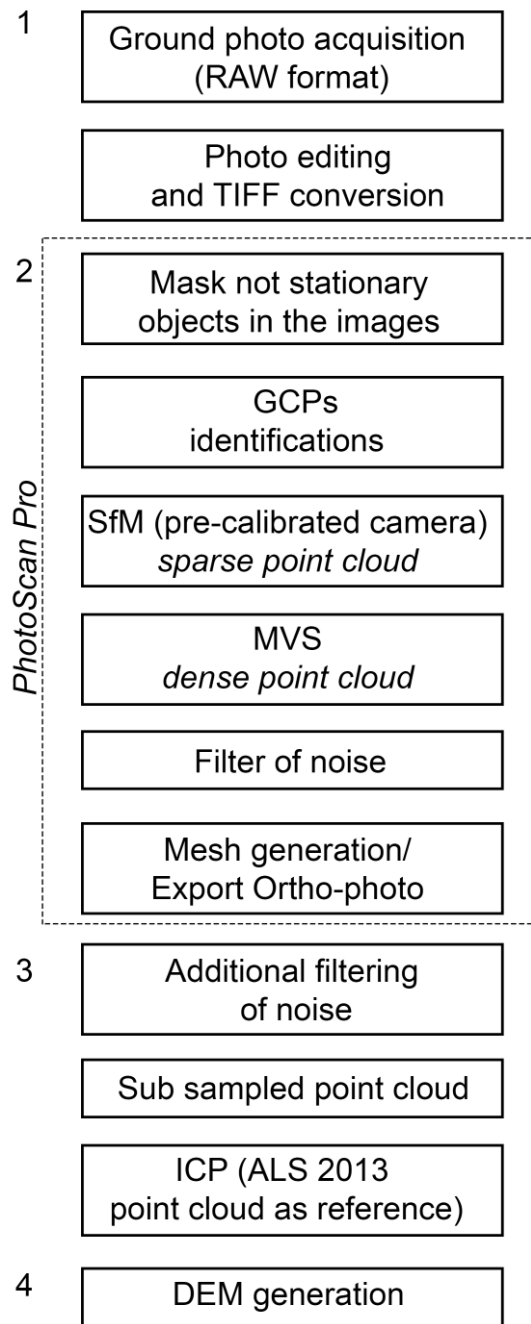 1
Ground photo acquisition
(RAW format)
Photo editing
and TIFF conversion
2
Mask not stationary
objects in the images
GCPs
identifications
PhotoScan Pro
SfM (pre-calibrated camera)
sparse point cloud
MVS
dense point cloud
Filter of noise
Mesh generation/
Export Ortho-photo
3
Additional filtering
of noise
Sub sampled point cloud
ICP (ALS 2013
point cloud as reference)
4
DEM generation